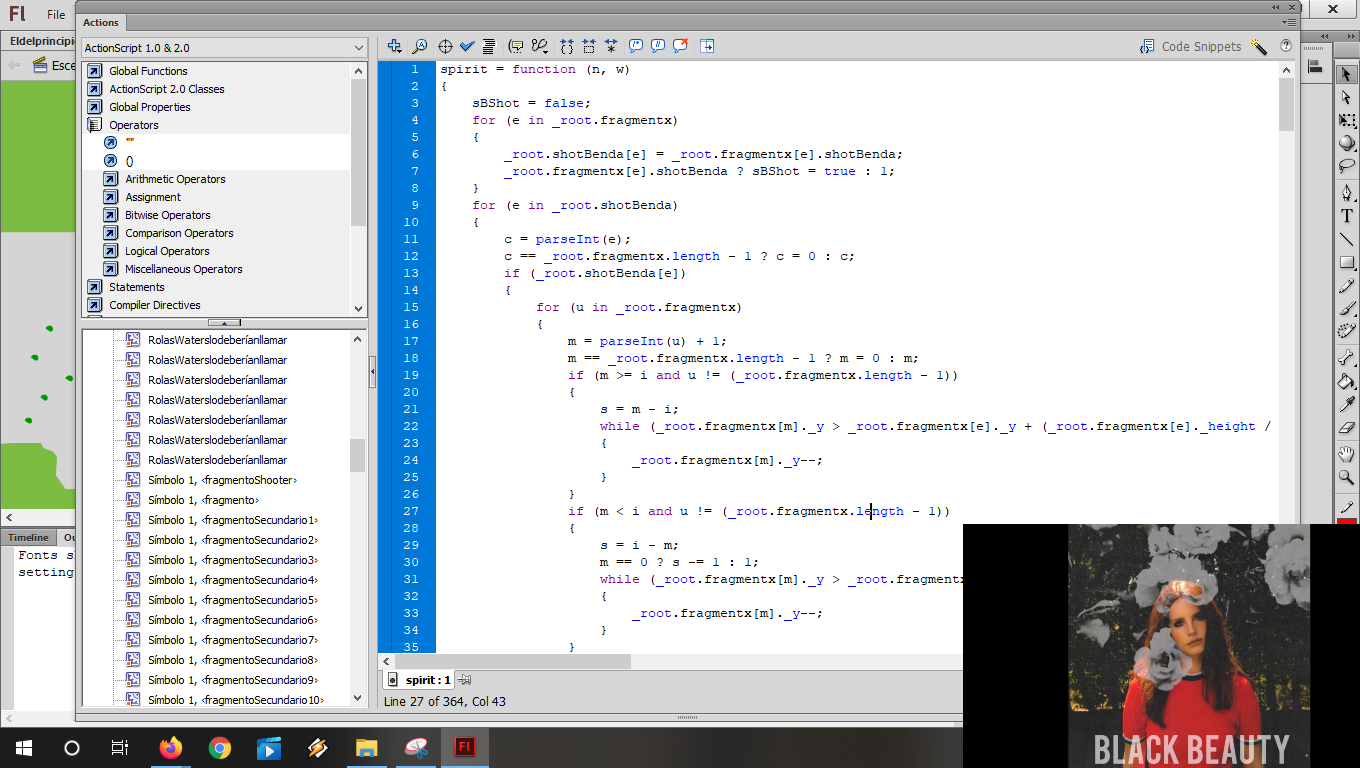 Fl File
Actions
Eldelprincipi
Esce
ActionScript 1.0 & 2.0
Global Functions
ActionScript 2.0 Classes
Global Properties
Operators
""
()
Arithmetic Operators
Assignment
Bitwise Operators
Comparison Operators
Logical Operators
Miscellaneous Operators
Statements
Compiler Directives
RolasWatersIodeberíanllamar
RolasWatersIodeberíanllamar
RolasWatersIodeberíanllamar
RolasWatersIodeberíanllamar
RolasWatersIodeberíanllamar
RolasWatersIodeberíanllamar
RolasWatersIodeberíanllamar
Símbolo 1, <fragmentoShooter>
Símbolo 1, <fragmento>
Símbolo 1, <fragmentoSecundario1>
Símbolo 1, <fragmentoSecundario2>
Símbolo 1, <fragmentoSecundario3>
Símbolo 1, <fragmentoSecundario4>
Símbolo 1, <fragmentoSecundario5>
Símbolo 1, <fragmentoSecundario6>
Símbolo 1, <fragmentoSecundario7>
Símbolo 1, <fragmentoSecundario8>
Símbolo 1, <fragmentoSecundario9>
Símbolo 1, <fragmentoSecundario10>
Timeline Ou
Fonts s
setting
Code Snippets
1 spirit = function (n, w)
2 {
3 sBShot = false;
4 for (e in _root.fragmentx)
5 {
6 _root.shotBenda[e] = _root.fragmentx[e].shotBenda;
7 _root.fragmentx[e].shotBenda ? sBShot = true : 1;
8 }
9 for (e in _root.shotBenda)
10 {
11 c = parseInt(e);
12 c == _root.fragmentx.length - 1 ? c = 0 : c;
13 if (_root.shotBenda[e])
14 {
15 for (u in _root.fragmentx)
16 {
17 m = parseInt(u) + 1;
18 m == _root.fragmentx.length - 1 ? m = 0 : m;
19 if (m >= i and u != (_root.fragmentx.length - 1))
20 {
21 s = m - i;
22 while (_root.fragmentx[m]._y > _root.fragmentx[e]._y + (_root.fragmentx[e]._height /
23 {
24 _root.fragmentx[m]._y--;
25 }
26 }
27 if (m < i and u != (_root.fragmentx.length - 1))
28 {
29 s = i - m;
30 m == 0 ? s -= 1 : 1;
31 while (_root.fragmentx[m]._y > _root.fragmentx
32 {
33 _root.fragmentx[m]._y--;
34 }
35 }
spirit : 1
Line 27 of 364, Col 43
Fl
BLACK BEAUTY